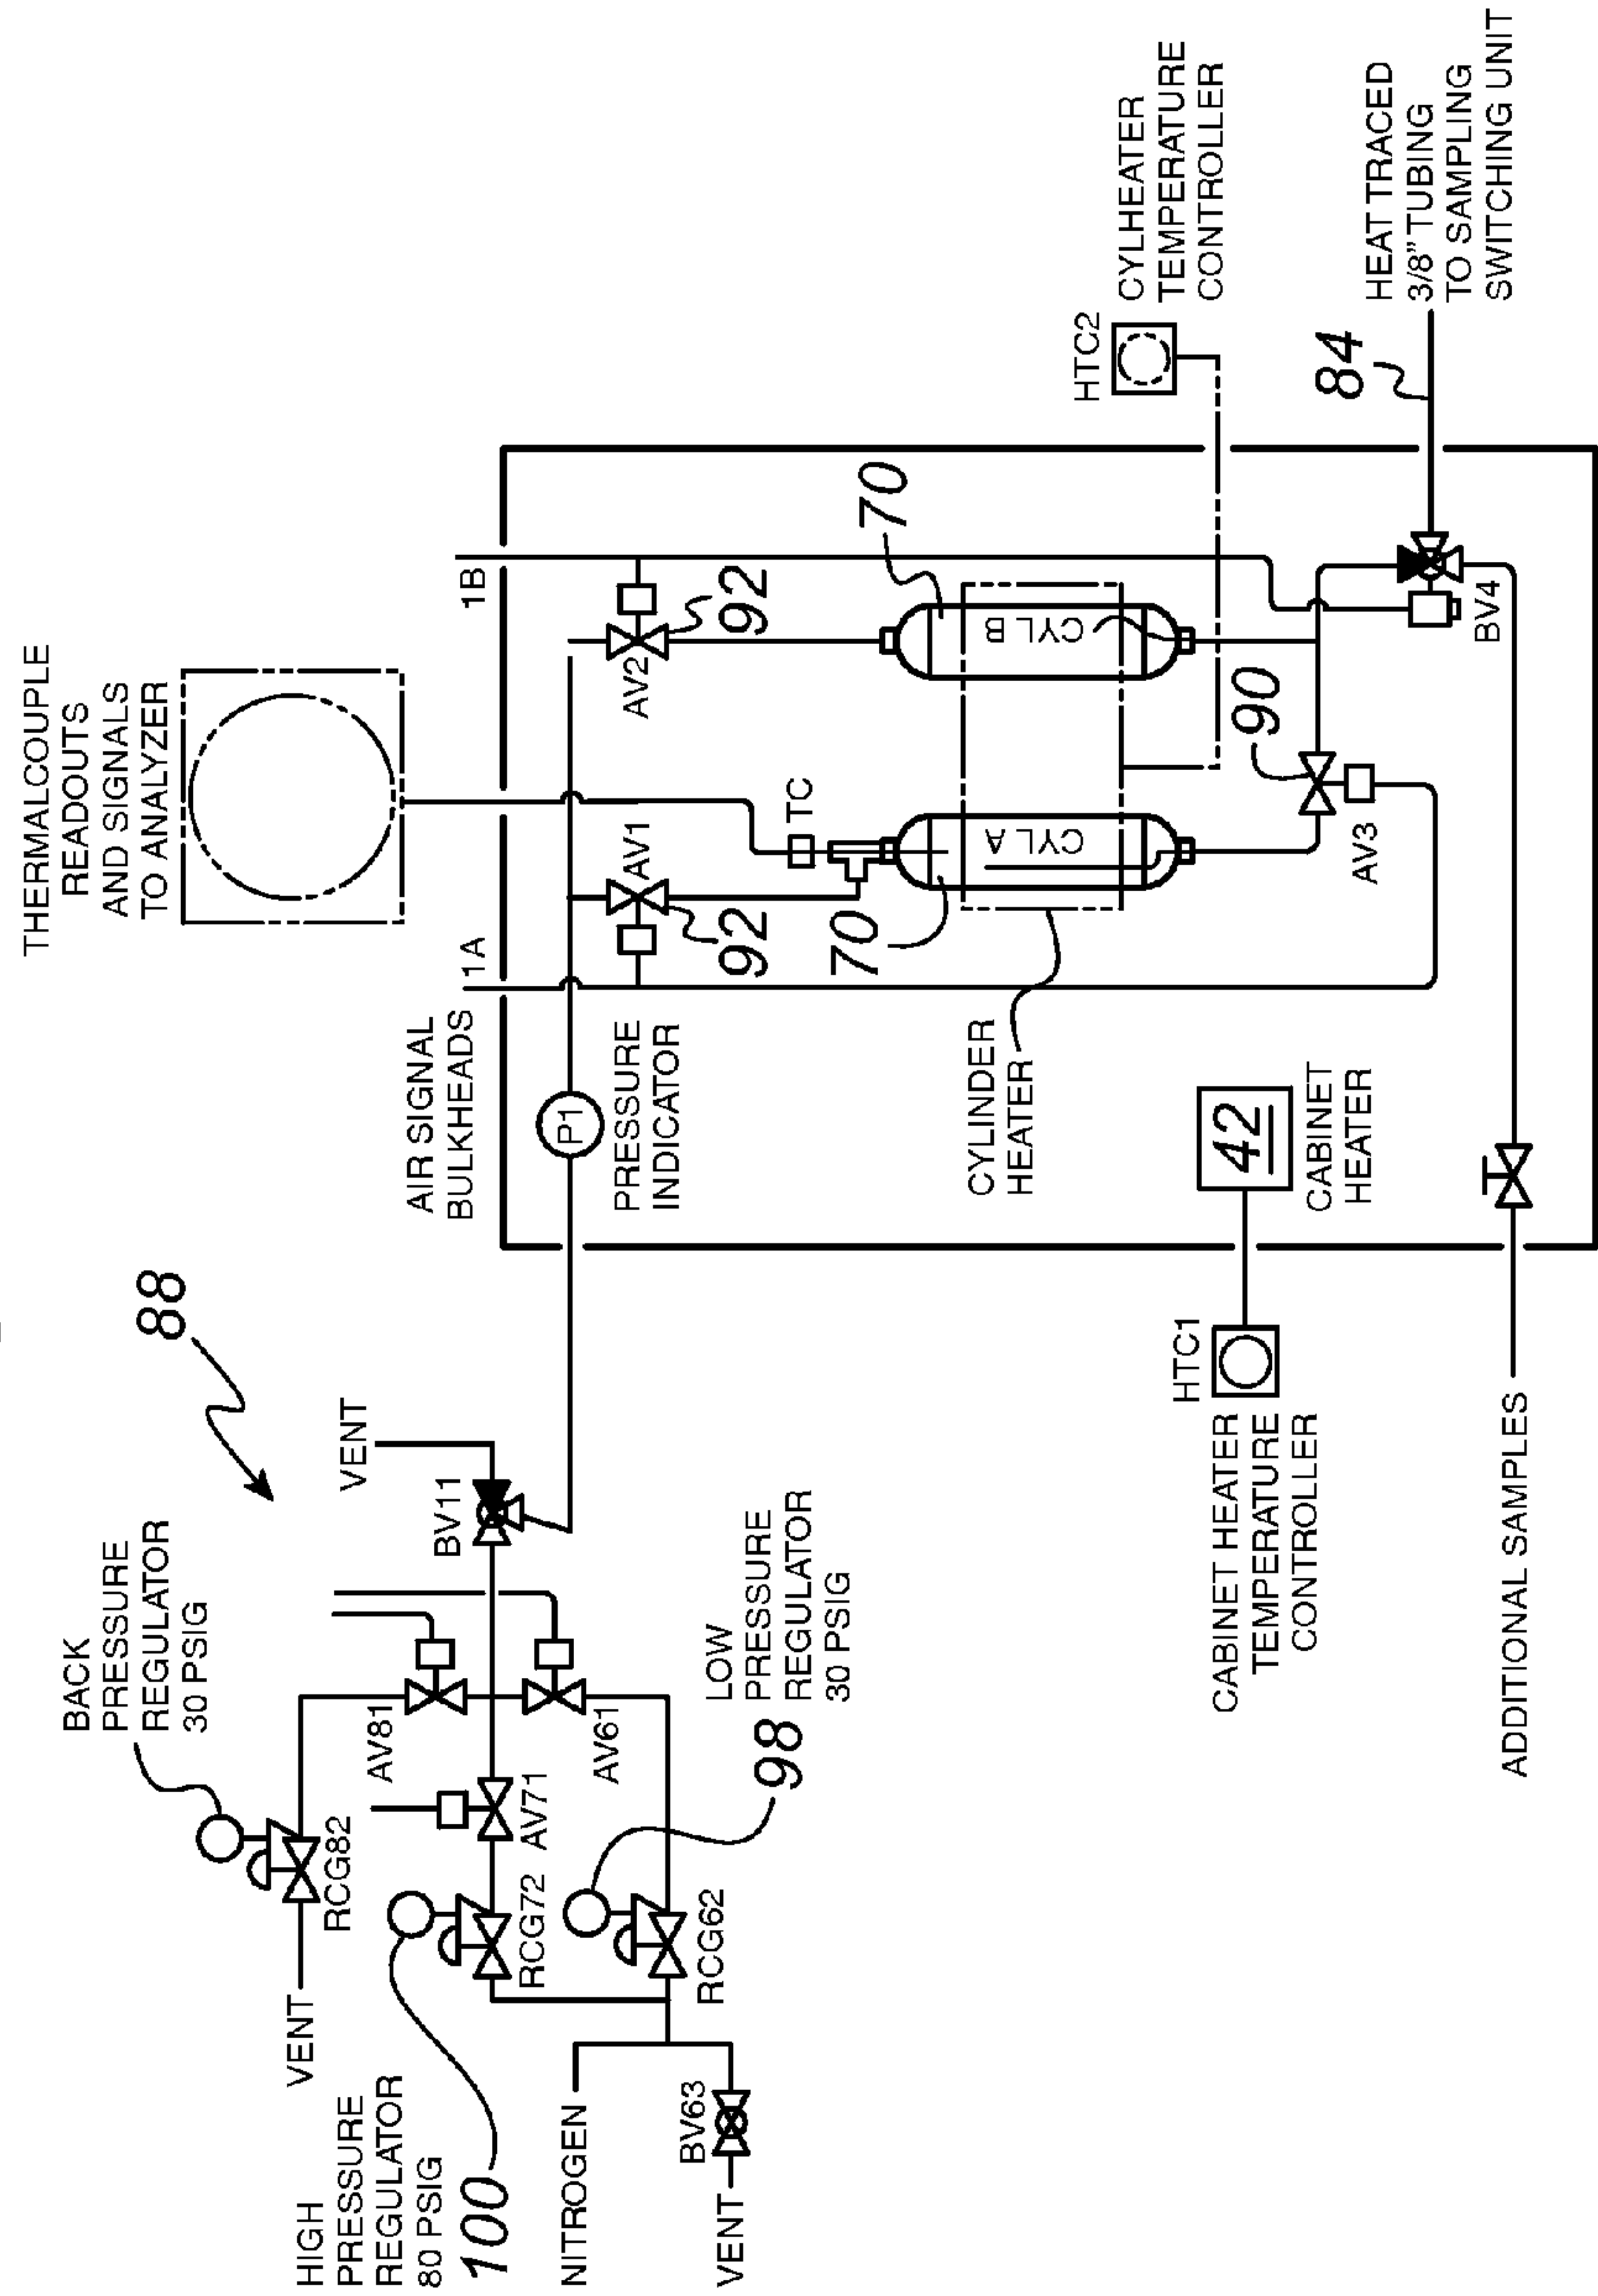 THERMALCOUPLE
READOUTS
AND SIGNALS
TO ANALYZER
88
AIR SIGNAL
BULKHEADS
1A
1B
BACK
PRESSURE
REGULATOR
30 PSIG
VENT
RCG82
AV81
VENT
BV11
P1
PRESSURE
INDICATOR
AV1
92
AV2
92
TC
HIGH
PRESSURE
REGULATOR
80 PSIG
100
RCG72
AV71
AV61
NITROGEN
RCG62
98
LOW
PRESSURE
REGULATOR
30 PSIG
BV63
VENT
70
70
CYL A
CYL B
CYLINDER
HEATER
HTC2
CYLHEATER
TEMPERATURE
CONTROLLER
HTC1
CABINET HEATER
TEMPERATURE
CONTROLLER
42
CABINET
HEATER
90
AV3
84
HEAT TRACED
3/8" TUBING
TO SAMPLING
SWITCHING UNIT
BV4
ADDITIONAL SAMPLES